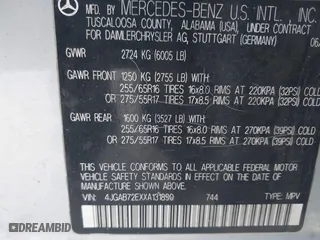 MERCEDES-BENZ U.S. INTL., INC.
TUSCALOOSA COUNTY, ALABAMA (USA)
FOR DAIMLERCHRYSLER AG, STUTTGART (GERMANY)
GVWR 2724 KG (6005 LB)
GAWR FRONT 1250 KG (2755 LB) WITH:
255/65R16 TIRES 16x8.0 RIMS AT 220KPA (32PSI) COLD
OR 275/55R17 TIRES 17x8.5 RIMS AT 220KPA (32PSI) COLD
GAWR REAR 1600 KG (3527 LB) WITH:
255/65R16 TIRES 16x8.0 RIMS AT 270KPA (39PSI) COLD
OR 275/55R17 TIRES 17x8.5 RIMS AT 270KPA (39PSI) COLD
THIS VEHICLE CONFORMS TO ALL APPLICABLE
FEDERAL MOTOR VEHICLE SAFETY STANDARDS IN
EFFECT ON THE DATE OF MANUFACTURE SHOWN ABOVE.
VIN: 4JGAB72EXXA131899 744 TYPE: MPV
AutoBidMaster